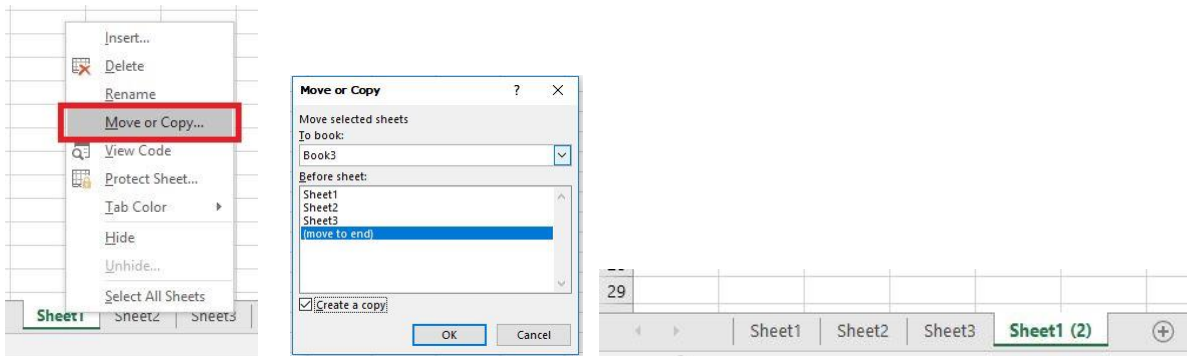 Insert...
Delete
Rename
Move or Copy...
View Code
Protect Sheet...
Tab Color
Hide
Unhide...
Select All Sheets
Sheet1 Sheet2 Sheet3
Move or Copy ? ×
Move selected sheets
To book:
Book3
Before sheet:
Sheet1
Sheet2
Sheet3
(move to end)
Create a copy
OK Cancel
29
Sheet1 Sheet2 Sheet3 Sheet1 (2)